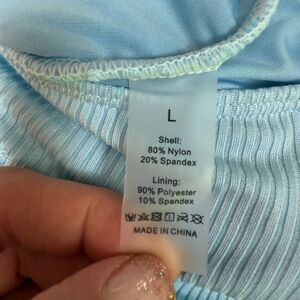 L
Shell:
80% Nylon
20% Spandex
Lining:
90% Polyester
10% Spandex
MADE IN CHINA